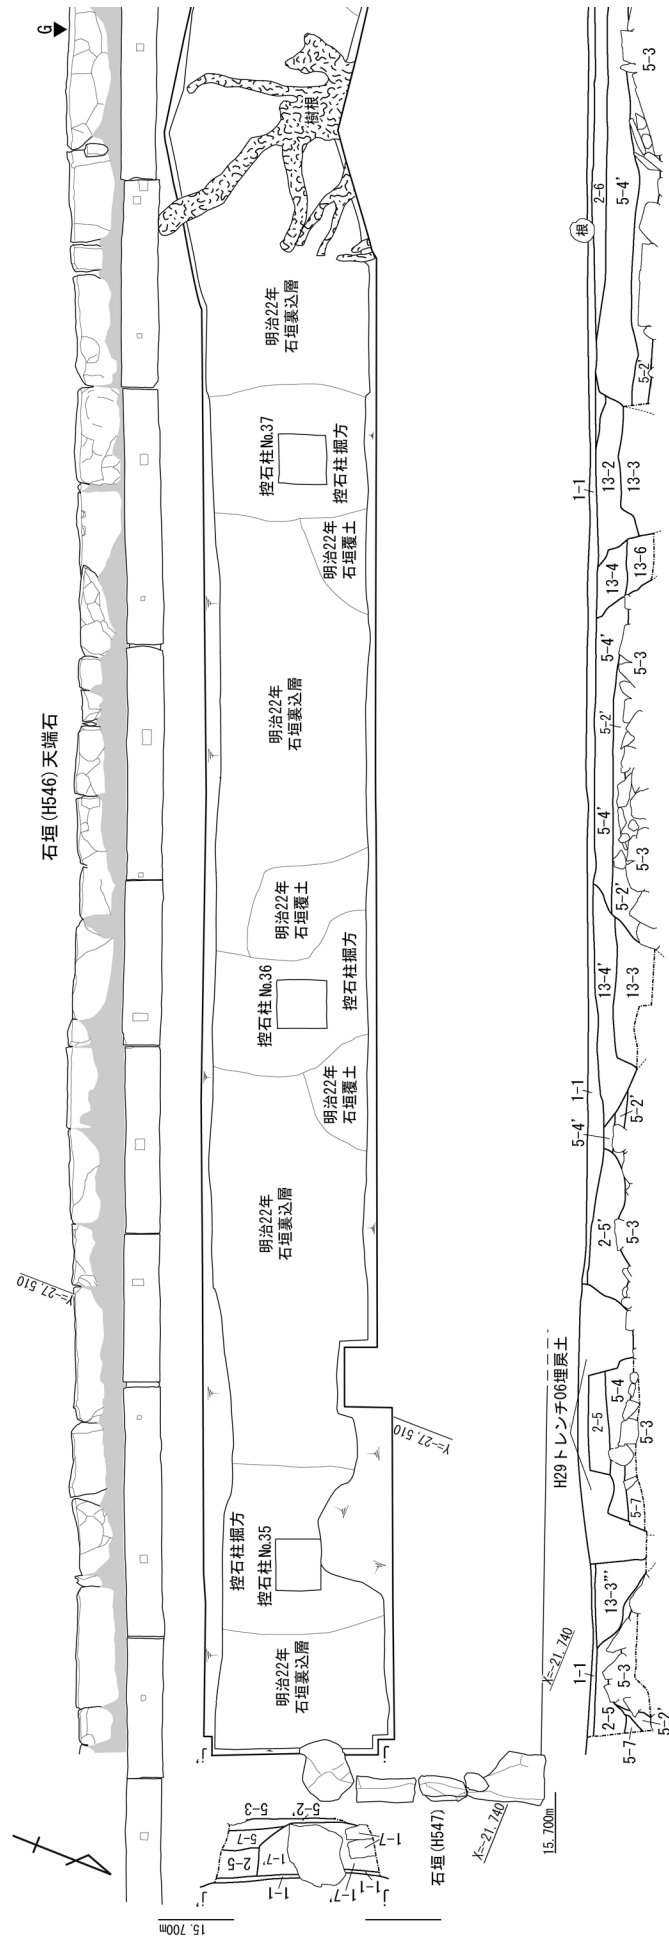 石垣(H546)天端石
G
Y=-27.510
樹根
明治22年
石垣裏込層
控石柱No.37
控石柱掘方
明治22年
石垣覆土
明治22年
石垣裏込層
明治22年
石垣覆土
控石柱No.36
控石柱掘方
明治22年
石垣覆土
明治22年
石垣裏込層
Y=-27.510
控石柱掘方
控石柱No.35
明治22年
石垣裏込層
j'
j
石垣(H547)
X=-21.740
X=-21.740
15.700m
15.700m
j'
j
5-3
5-2'
5-7
2-5
1-7'
1-7
1-1
1-7'
1-1
5-3
2-6
5-4'
根
5-2'
1-1
13-2
13-3
13-4
13-6
5-4'
5-3
5-2'
5-4'
5-3
5-2'
13-4'
13-3
1-1
5-4'
5-2'
2-5'
5-3
H29トレンチ06埋戻土
2-5
5-4
5-3
5-7
13-3'''
1-1
5-3
2-5
5-7
5-2'